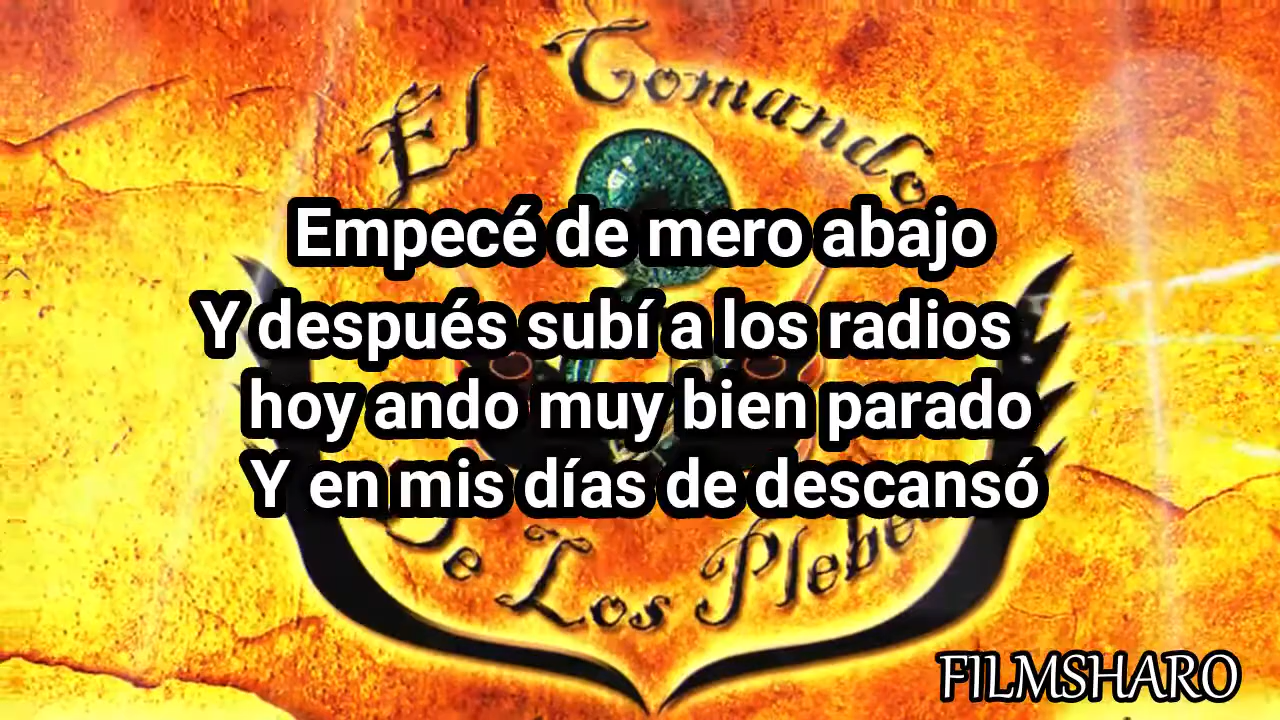 El Comando
Empecé de mero abajo
Y después subí a los radios
hoy ando muy bien parado
Y en mis días de descansó
De Los Plebe
FILMSHARO